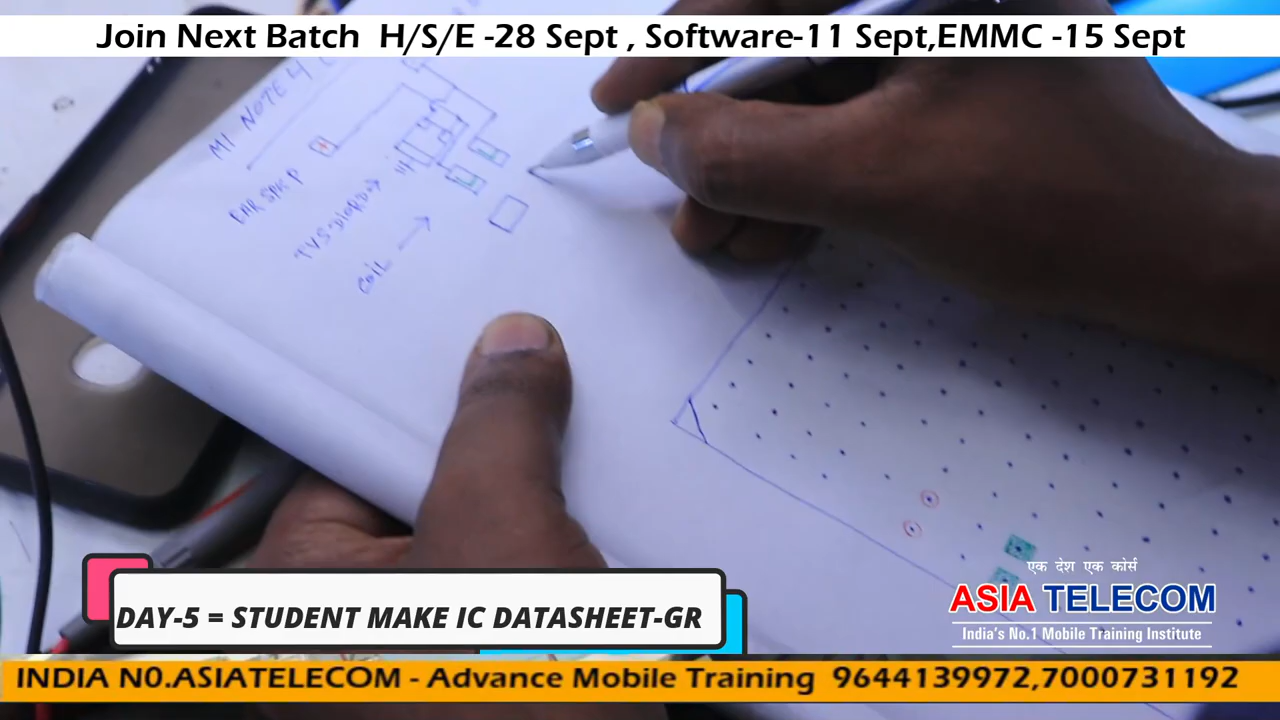 Join Next Batch H/S/E -28 Sept , Software-11 Sept,EMMC -15 Sept
MI NOTE 4
EAR SPK P
TVS-DIORD→
COIL
DAY-5 = STUDENT MAKE IC DATASHEET-GR
एक देश एक कोर्स
ASIA TELECOM
India's No.1 Mobile Training Institute
INDIA N0.ASIATELECOM - Advance Mobile Training 9644139972,7000731192